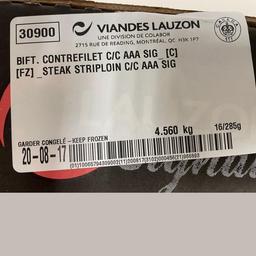 30900
VIANDES LAUZON
UNE DIVISION DE COLABOR
2715 RUE DE READING, MONTRÉAL, QC. H3K 1P7
BIFT. CONTREFILET C/C AAA SIG _[C]
[FZ] _STEAK STRIPLOIN C/C AAA SIG
4.560 kg
16/285g
GARDER CONGELÉ - KEEP FROZEN
20-08-17